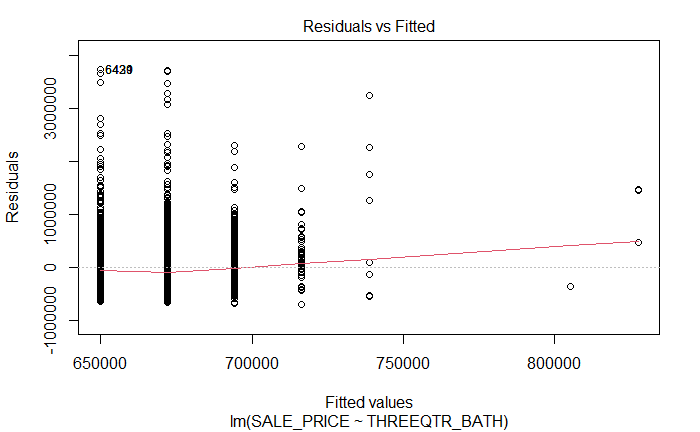 Residuals vs Fitted
Residuals
3000000
1000000
0
-1000000
650000
700000
750000
800000
Fitted values
lm(SALE_PRICE ~ THREEQTR_BATH)